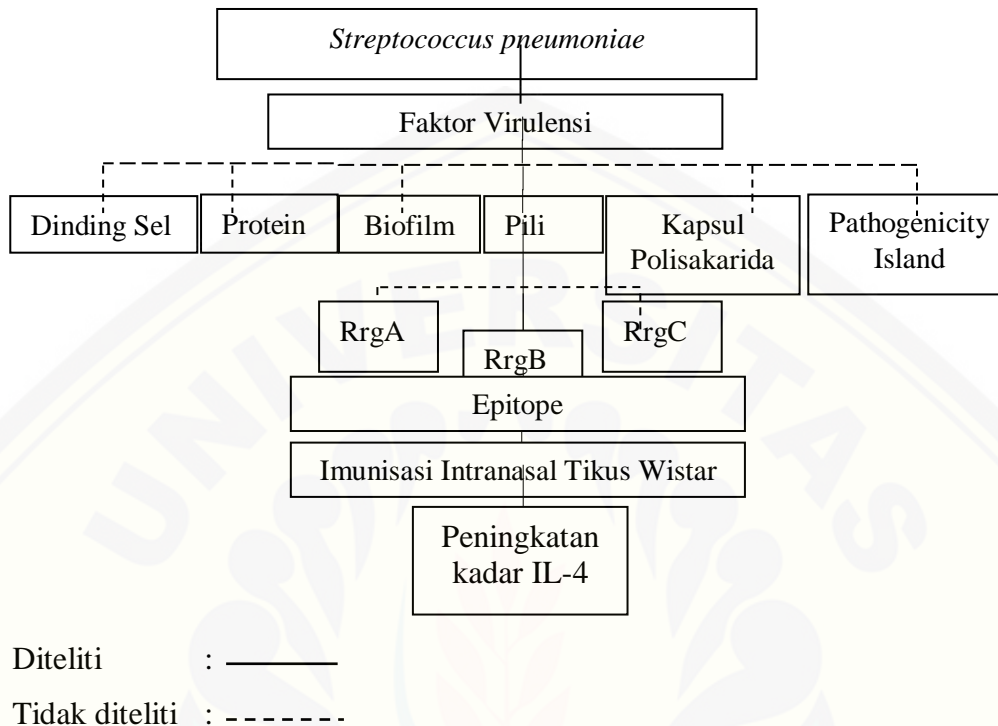 Streptococcus pneumoniae
Faktor Virulensi
Dinding Sel
Protein
Biofilm
Pili
Kapsul
Polisakarida
Pathogenicity
Island
RrgA
RrgB
RrgC
Epitope
Imunisasi Intranasal Tikus Wistar
Peningkatan
kadar IL-4
Diteliti :
Tidak diteliti :
UNIVERSITAS